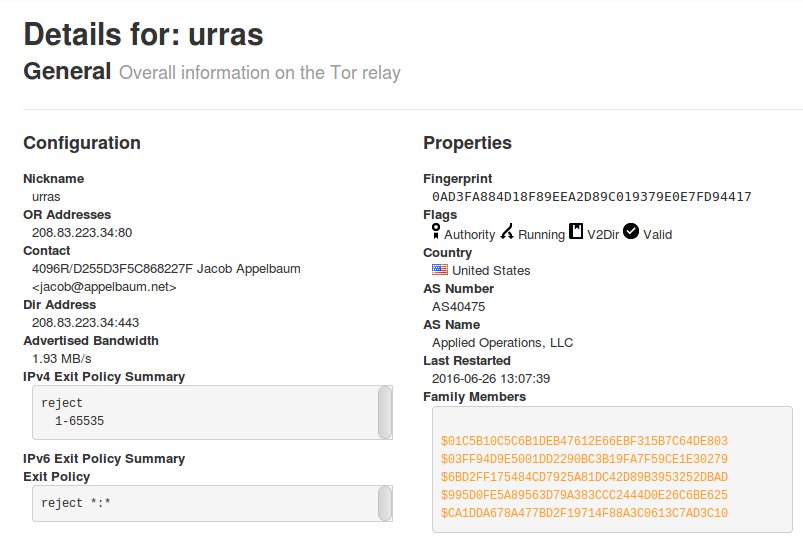 Details for: urras
General Overall information on the Tor relay
Configuration
Nickname
urras
OR Addresses
208.83.223.34:80
Contact
4096R/D255D3F5C868227F Jacob Appelbaum
<jacob@appelbaum.net>
Dir Address
208.83.223.34:443
Advertised Bandwidth
1.93 MB/s
IPv4 Exit Policy Summary
reject
1-65535
IPv6 Exit Policy Summary
Exit Policy
reject *:*
Properties
Fingerprint
0AD3FA884D18F89EEA2D89C019379E0E7FD94417
Flags
Authority Running V2Dir Valid
Country
United States
AS Number
AS40475
AS Name
Applied Operations, LLC
Last Restarted
2016-06-26 13:07:39
Family Members
$01C5B10C5C6B1DEB47612E66EBF315B7C64DE803
$03FF94D9E5001DD2290BC3B19FA7F59CE1E30279
$6BD2FF175484CD7925A81DC42D89B3953252DBAD
$995D0FE5A89563D79A383CCC2444D0E26C6BE625
$CA1DDA678A477BD2F19714F88A3C0613C7AD3C10